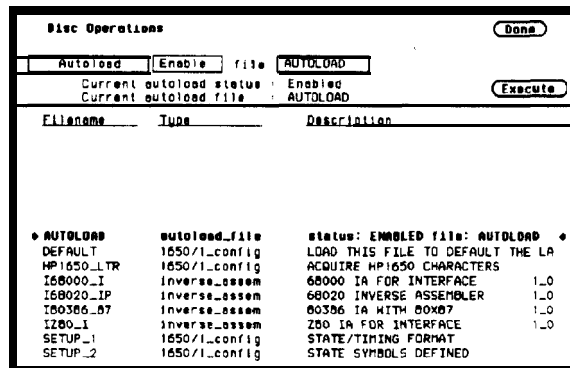 Disc Operations Done
Autoload Enable file AUTOLOAD
Current autoload status : Enabled
Current autoload file : AUTOLOAD
Execute
Filename Type Description
AUTOLOAD autoload_file status: ENABLED file: AUTOLOAD
DEFAULT 1650/1_config LOAD THIS FILE TO DEFAULT THE LA
HP1650_LTR 1650/1_config ACQUIRE HP1650 CHARACTERS
I68000_I inverse_assem 68000 IA FOR INTERFACE 1_0
I68020_IP inverse_assem 68020 INVERSE ASSEMBLER 1_0
I80386_87 inverse_assem 80386 IA WITH 80X87 1_0
IZ80_I inverse_assem Z80 IA FOR INTERFACE 1_0
SETUP_1 1650/1_config STATE/TIMING FORMAT
SETUP_2 1650/1_config STATE SYMBOLS DEFINED